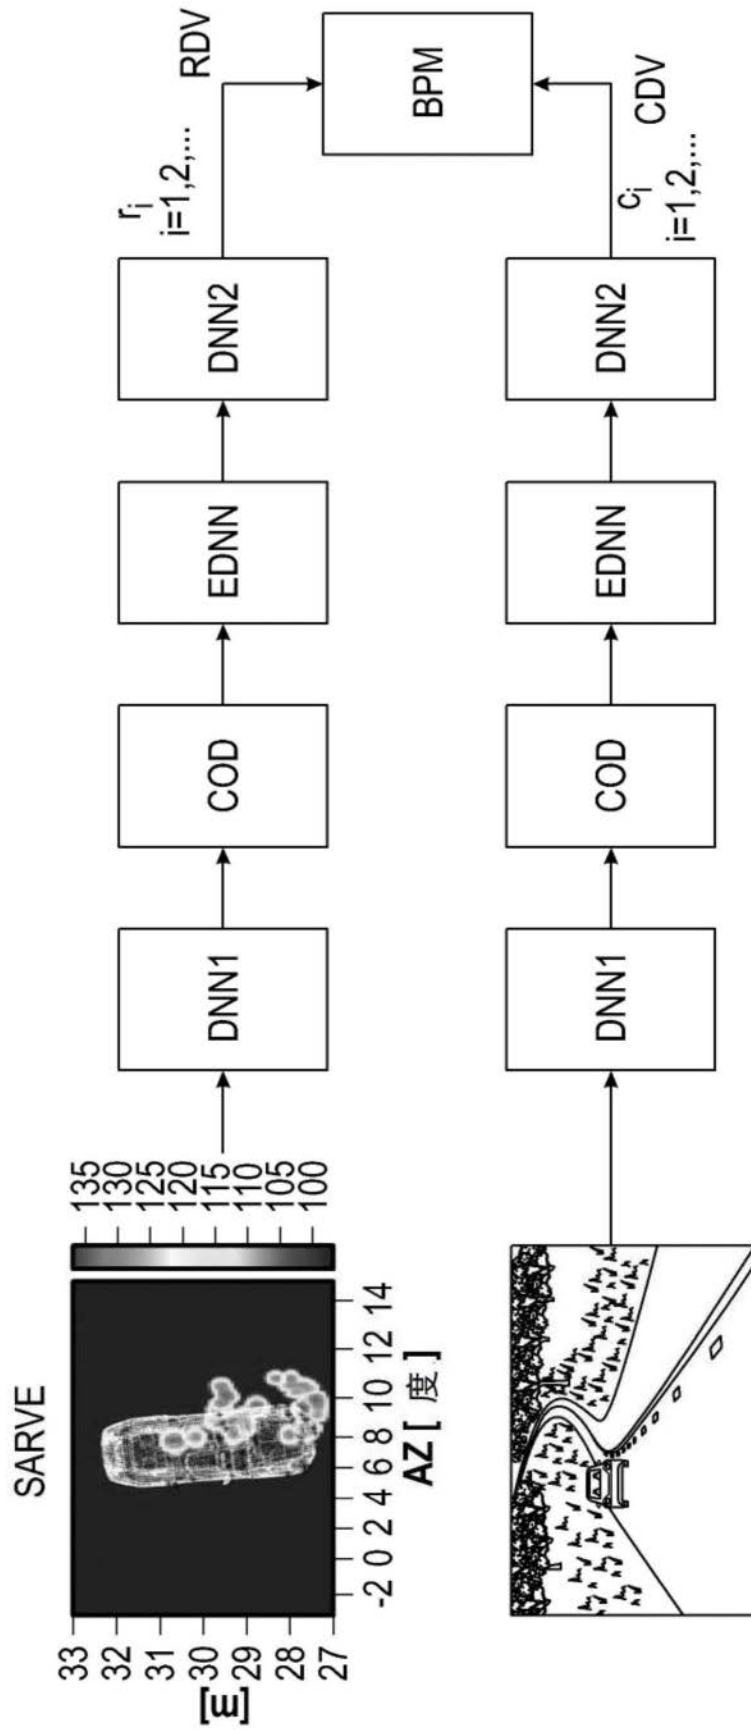 SARVE
33
32
31
30
29
28
27
[m]
-2 0 2 4 6 8 10 12 14
AZ [度]
135
130
125
120
115
110
105
100
DNN1
COD
EDNN
DNN2
rᵢ
i=1,2,...
RDV
BPM
DNN1
COD
EDNN
DNN2
cᵢ
i=1,2,...
CDV